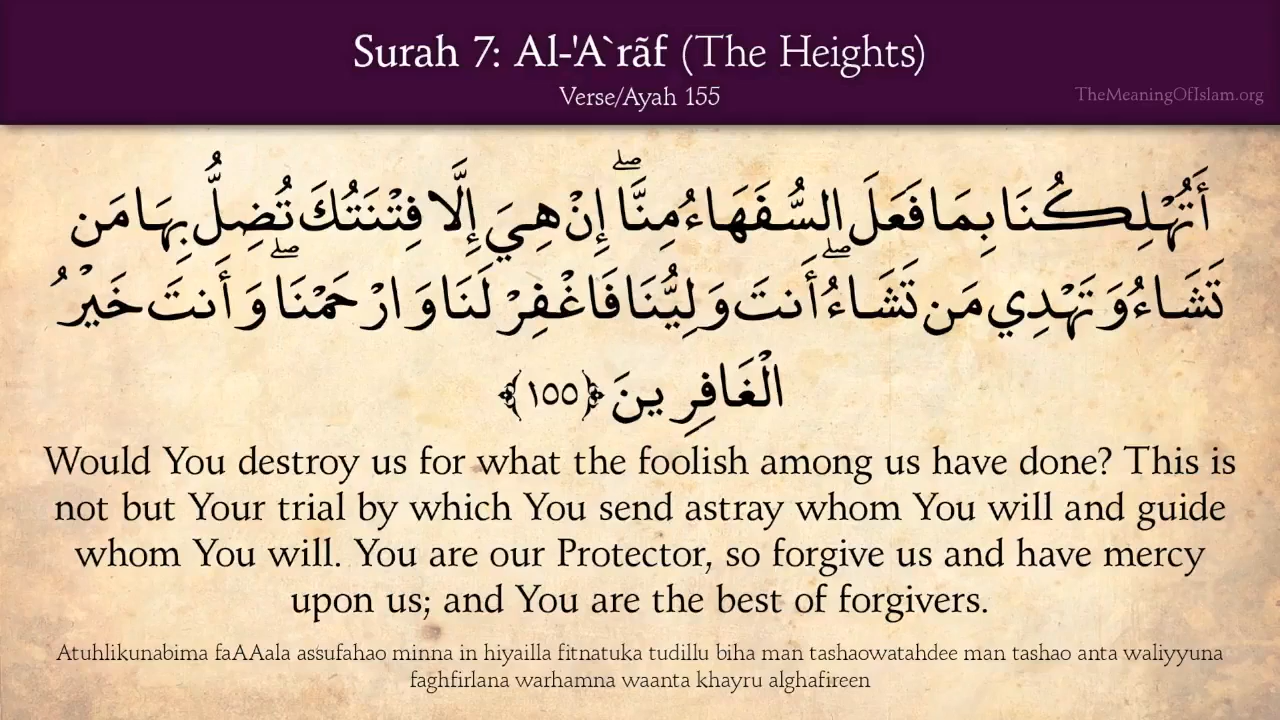 Surah 7: Al-'A`rãf (The Heights)
Verse/Ayah 155
TheMeaningOfIslam.org
أَتُهْلِكُنَا بِمَا فَعَلَ السُّفَهَاءُ مِنَّا ۖ إِنْ هِيَ إِلَّا فِتْنَتُكَ تُضِلُّ بِهَا مَن
تَشَاءُ وَتَهْدِي مَن تَشَاءُ ۖ أَنتَ وَلِيُّنَا فَاغْفِرْ لَنَا وَارْحَمْنَا ۖ وَأَنتَ خَيْرُ
الْغَافِرِينَ ﴿١٥٥﴾
Would You destroy us for what the foolish among us have done? This is
not but Your trial by which You send astray whom You will and guide
whom You will. You are our Protector, so forgive us and have mercy
upon us; and You are the best of forgivers.
Atuhlikunabima faAAala assufahao minna in hiyailla fitnatuka tudillu biha man tashaowatahdee man tashao anta waliyyuna
faghfirlana warhamna waanta khayru alghafireen